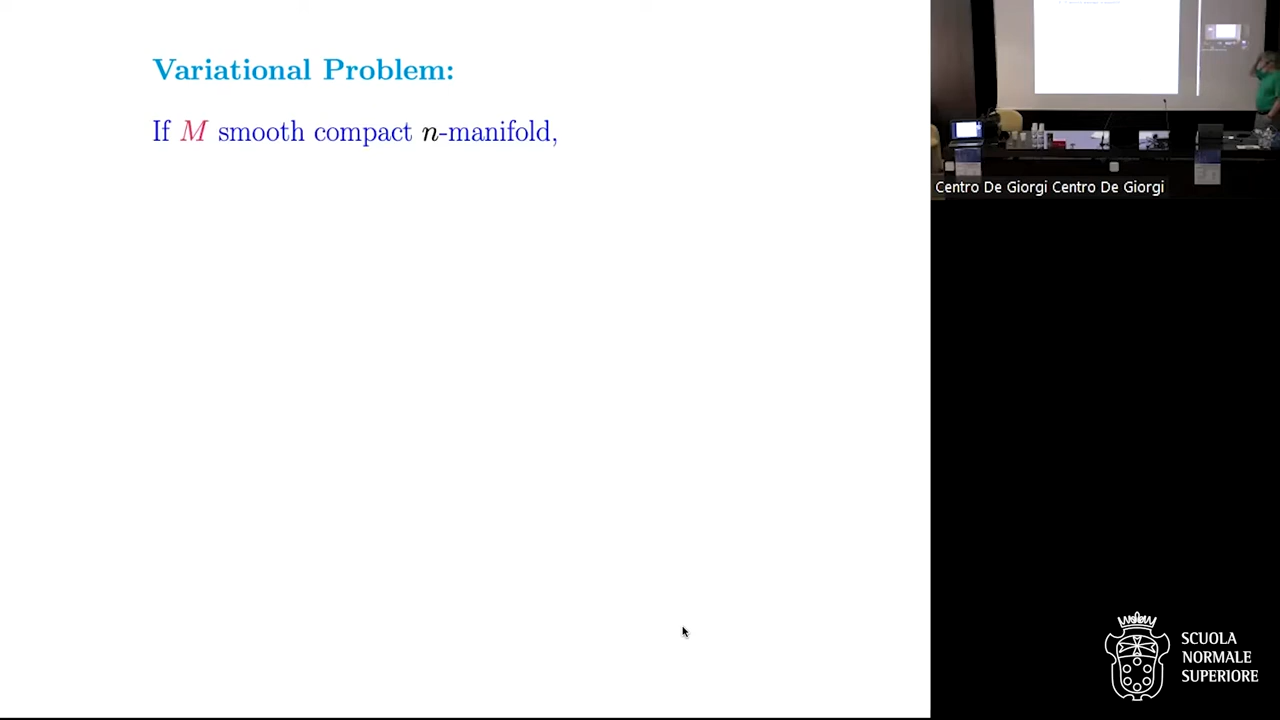 Variational Problem:
If M smooth compact n-manifold,
Centro De Giorgi Centro De Giorgi
SCUOLA
NORMALE
SUPERIORE